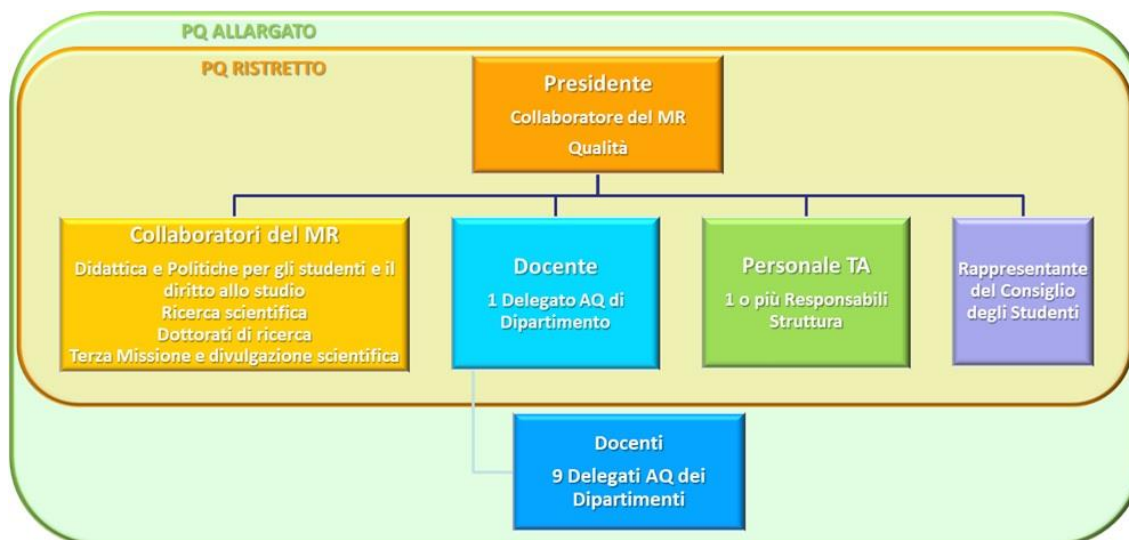 PQ ALLARGATO
PQ RISTRETTO
Presidente
Collaboratore del MR
Qualità
Collaboratori del MR
Didattica e Politiche per gli studenti e il
diritto allo studio
Ricerca scientifica
Dottorati di ricerca
Terza Missione e divulgazione scientifica
Docente
1 Delegato AQ di
Dipartimento
Personale TA
1 o più Responsabili
Struttura
Rappresentante
del Consiglio
degli Studenti
Docenti
9 Delegati AQ dei
Dipartimenti